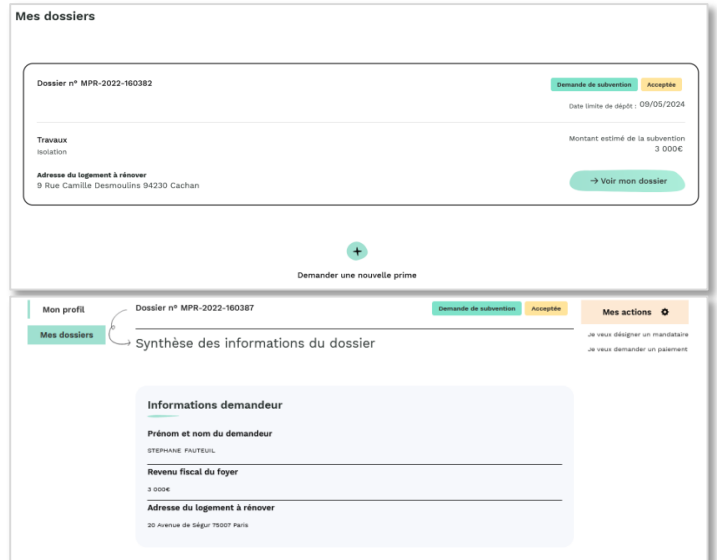 Mes dossiers
Dossier n° MPR-2022-160382
Demande de subvention
Acceptée
Date limite de dépôt : 09/05/2024
Travaux
Isolation
Montant estimé de la subvention
3 000€
Adresse du logement à rénover
9 Rue Camille Desmoulins 94230 Cachan
→ Voir mon dossier
+
Demander une nouvelle prime
Mon profil
Mes dossiers
Dossier n° MPR-2022-160387
Demande de subvention
Acceptée
Synthèse des informations du dossier
Mes actions
Je veux désigner un mandataire
Je veux demander un paiement
Informations demandeur
Prénom et nom du demandeur
STEPHANE FAUTEUIL
Revenu fiscal du foyer
3 000€
Adresse du logement à rénover
20 Avenue de Ségur 75007 Paris